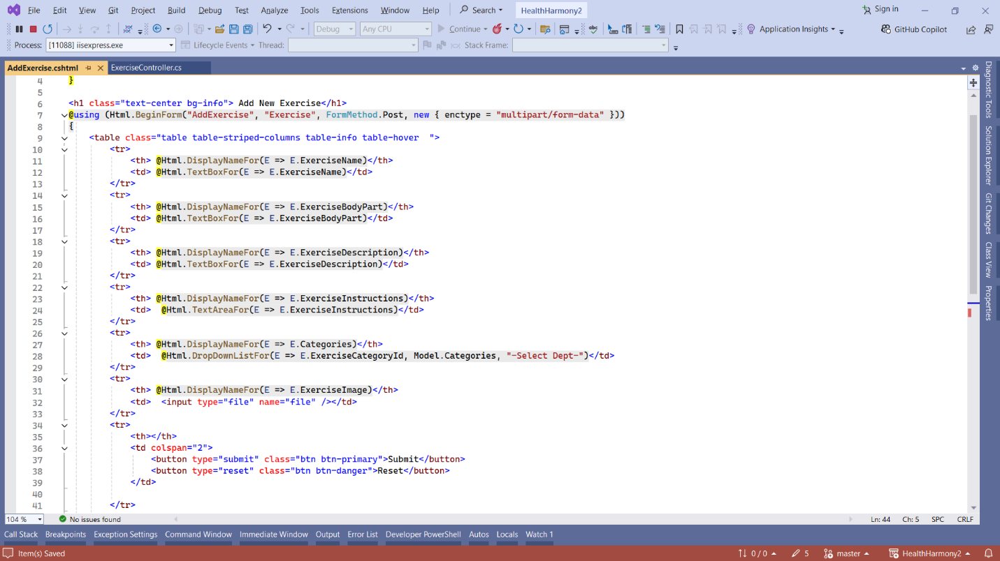 File Edit View Git Project Build Debug Test Analyze Tools Extensions Window Help Search HealthHarmony2 Sign in
Debug Any CPU Continue Application Insights GitHub Copilot
Process: [11088] iisexpress.exe Lifecycle Events Thread: Stack Frame:
AddExercise.cshtml ExerciseController.cs
4 }
5
6 <h1 class="text-center bg-info"> Add New Exercise</h1>
7 @using (Html.BeginForm("AddExercise", "Exercise", FormMethod.Post, new { enctype = "multipart/form-data" }))
8 {
9 <table class="table table-striped-columns table-info table-hover  ">
10 <tr>
11 <th> @Html.DisplayNameFor(E => E.ExerciseName)</th>
12 <td> @Html.TextBoxFor(E => E.ExerciseName)</td>
13 </tr>
14 <tr>
15 <th> @Html.DisplayNameFor(E => E.ExerciseBodyPart)</th>
16 <td> @Html.TextBoxFor(E => E.ExerciseBodyPart)</td>
17 </tr>
18 <tr>
19 <th> @Html.DisplayNameFor(E => E.ExerciseDescription)</th>
20 <td> @Html.TextBoxFor(E => E.ExerciseDescription)</td>
21 </tr>
22 <tr>
23 <th> @Html.DisplayNameFor(E => E.ExerciseInstructions)</th>
24 <td>  @Html.TextAreaFor(E => E.ExerciseInstructions)</td>
25 </tr>
26 <tr>
27 <th> @Html.DisplayNameFor(E => E.Categories)</th>
28 <td>  @Html.DropDownListFor(E => E.ExerciseCategoryId, Model.Categories, "-Select Dept-")</td>
29 </tr>
30 <tr>
31 <th> @Html.DisplayNameFor(E => E.ExerciseImage)</th>
32 <td>  <input type="file" name="file" /></td>
33 </tr>
34 <tr>
35 <th></th>
36 <td colspan="2">
37 <button type="submit" class="btn btn-primary">Submit</button>
38 <button type="reset" class="btn btn-danger">Reset</button>
39 </td>
40
41 </tr>
Diagnostic Tools
Solution Explorer
Git Changes
Class View
Properties
104 % No issues found Ln: 44 Ch: 5 SPC CRLF
Call Stack Breakpoints Exception Settings Command Window Immediate Window Output Error List Developer PowerShell Autos Locals Watch 1
Item(s) Saved 0 / 0 5 master HealthHarmony2